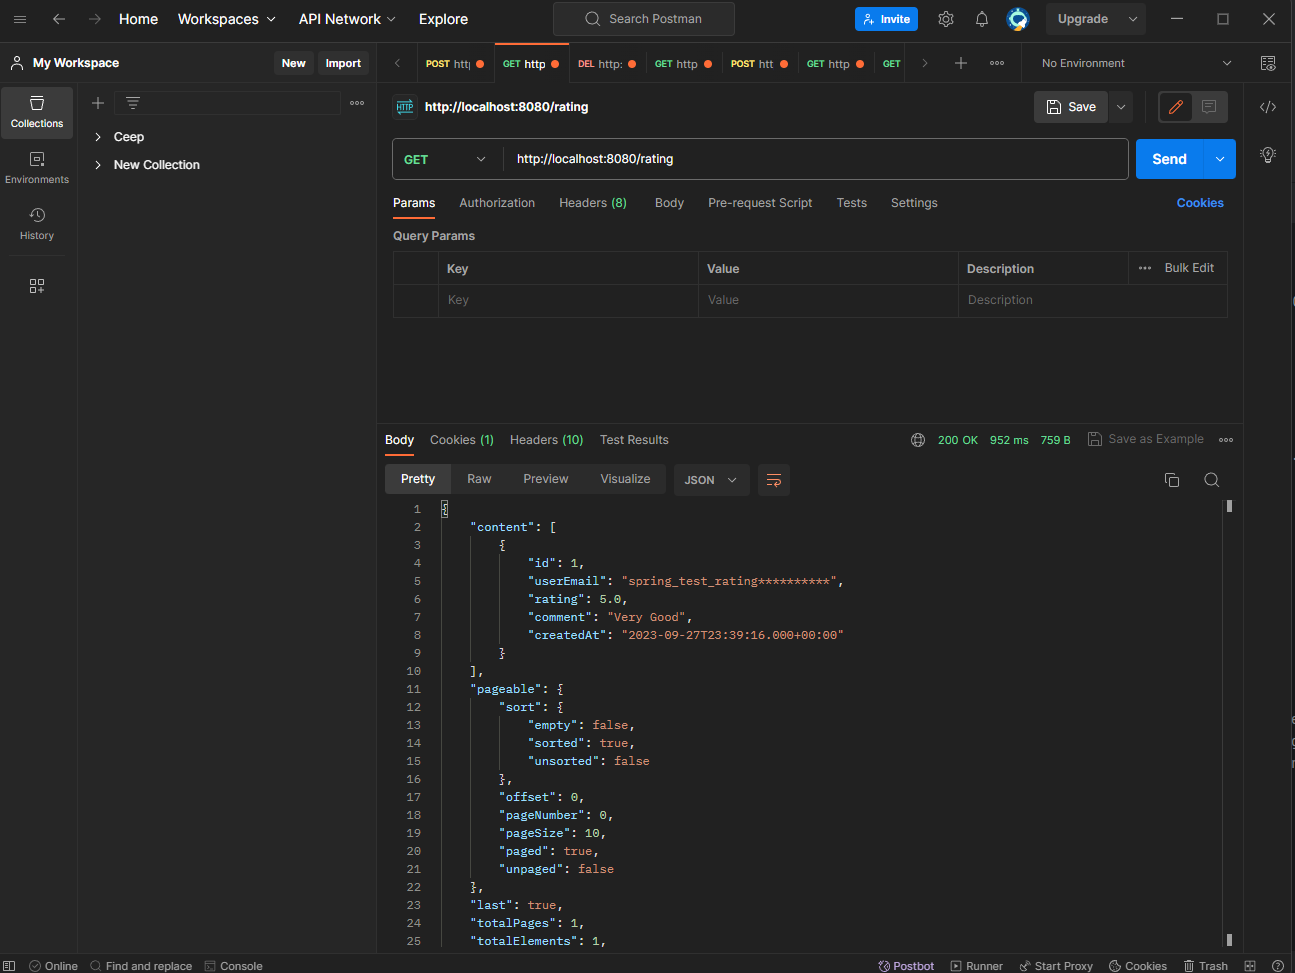 Home Workspaces API Network Explore Search Postman Invite Upgrade
My Workspace New Import POST htt GET http DEL http: GET http POST htt GET http GET No Environment
Collections
Environments
History
Ceep
New Collection
HTTP http://localhost:8080/rating Save
GET http://localhost:8080/rating Send
Params Authorization Headers (8) Body Pre-request Script Tests Settings Cookies
Query Params
Key Value Description Bulk Edit
Key Value Description
Body Cookies (1) Headers (10) Test Results 200 OK 952 ms 759 B Save as Example
Pretty Raw Preview Visualize JSON
1 {
2 "content": [
3 {
4 "id": 1,
5 "userEmail": "spring_test_rating**********",
6 "rating": 5.0,
7 "comment": "Very Good",
8 "createdAt": "2023-09-27T23:39:16.000+00:00"
9 }
10 ],
11 "pageable": {
12 "sort": {
13 "empty": false,
14 "sorted": true,
15 "unsorted": false
16 },
17 "offset": 0,
18 "pageNumber": 0,
19 "pageSize": 10,
20 "paged": true,
21 "unpaged": false
22 },
23 "last": true,
24 "totalPages": 1,
25 "totalElements": 1,
Online Find and replace Console Postbot Runner Start Proxy Cookies Trash